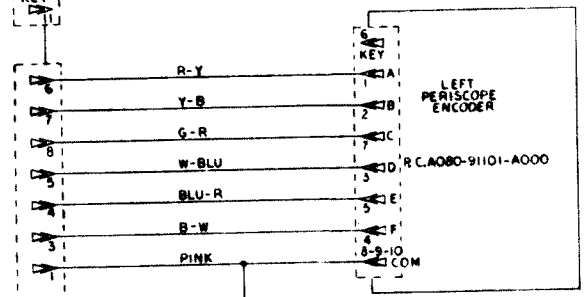 1
6
KEY
6 R-Y 1 A
7 Y-B 2 B
8 G-R 7 C
5 W-BLU 3 D
4 BLU-R 5 E
3 B-W 4 F
1 PINK 8-9-10 COM
LEFT
PERISCOPE
ENCODER
P.C.A080-91101-A000